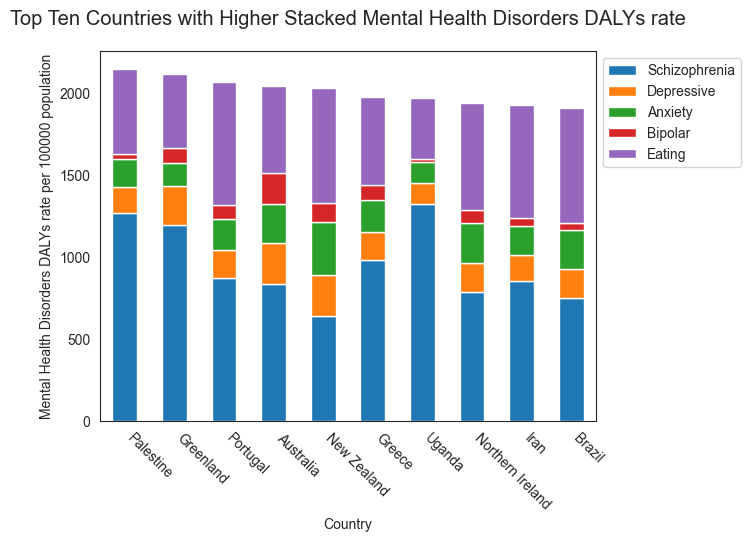 Top Ten Countries with Higher Stacked Mental Health Disorders DALYs rate
Mental Health Disorders DALYs rate per 100000 population
2000
1500
1000
500
0
Palestine
Greenland
Portugal
Australia
New Zealand
Greece
Uganda
Northern Ireland
Iran
Brazil
Country
Schizophrenia
Depressive
Anxiety
Bipolar
Eating